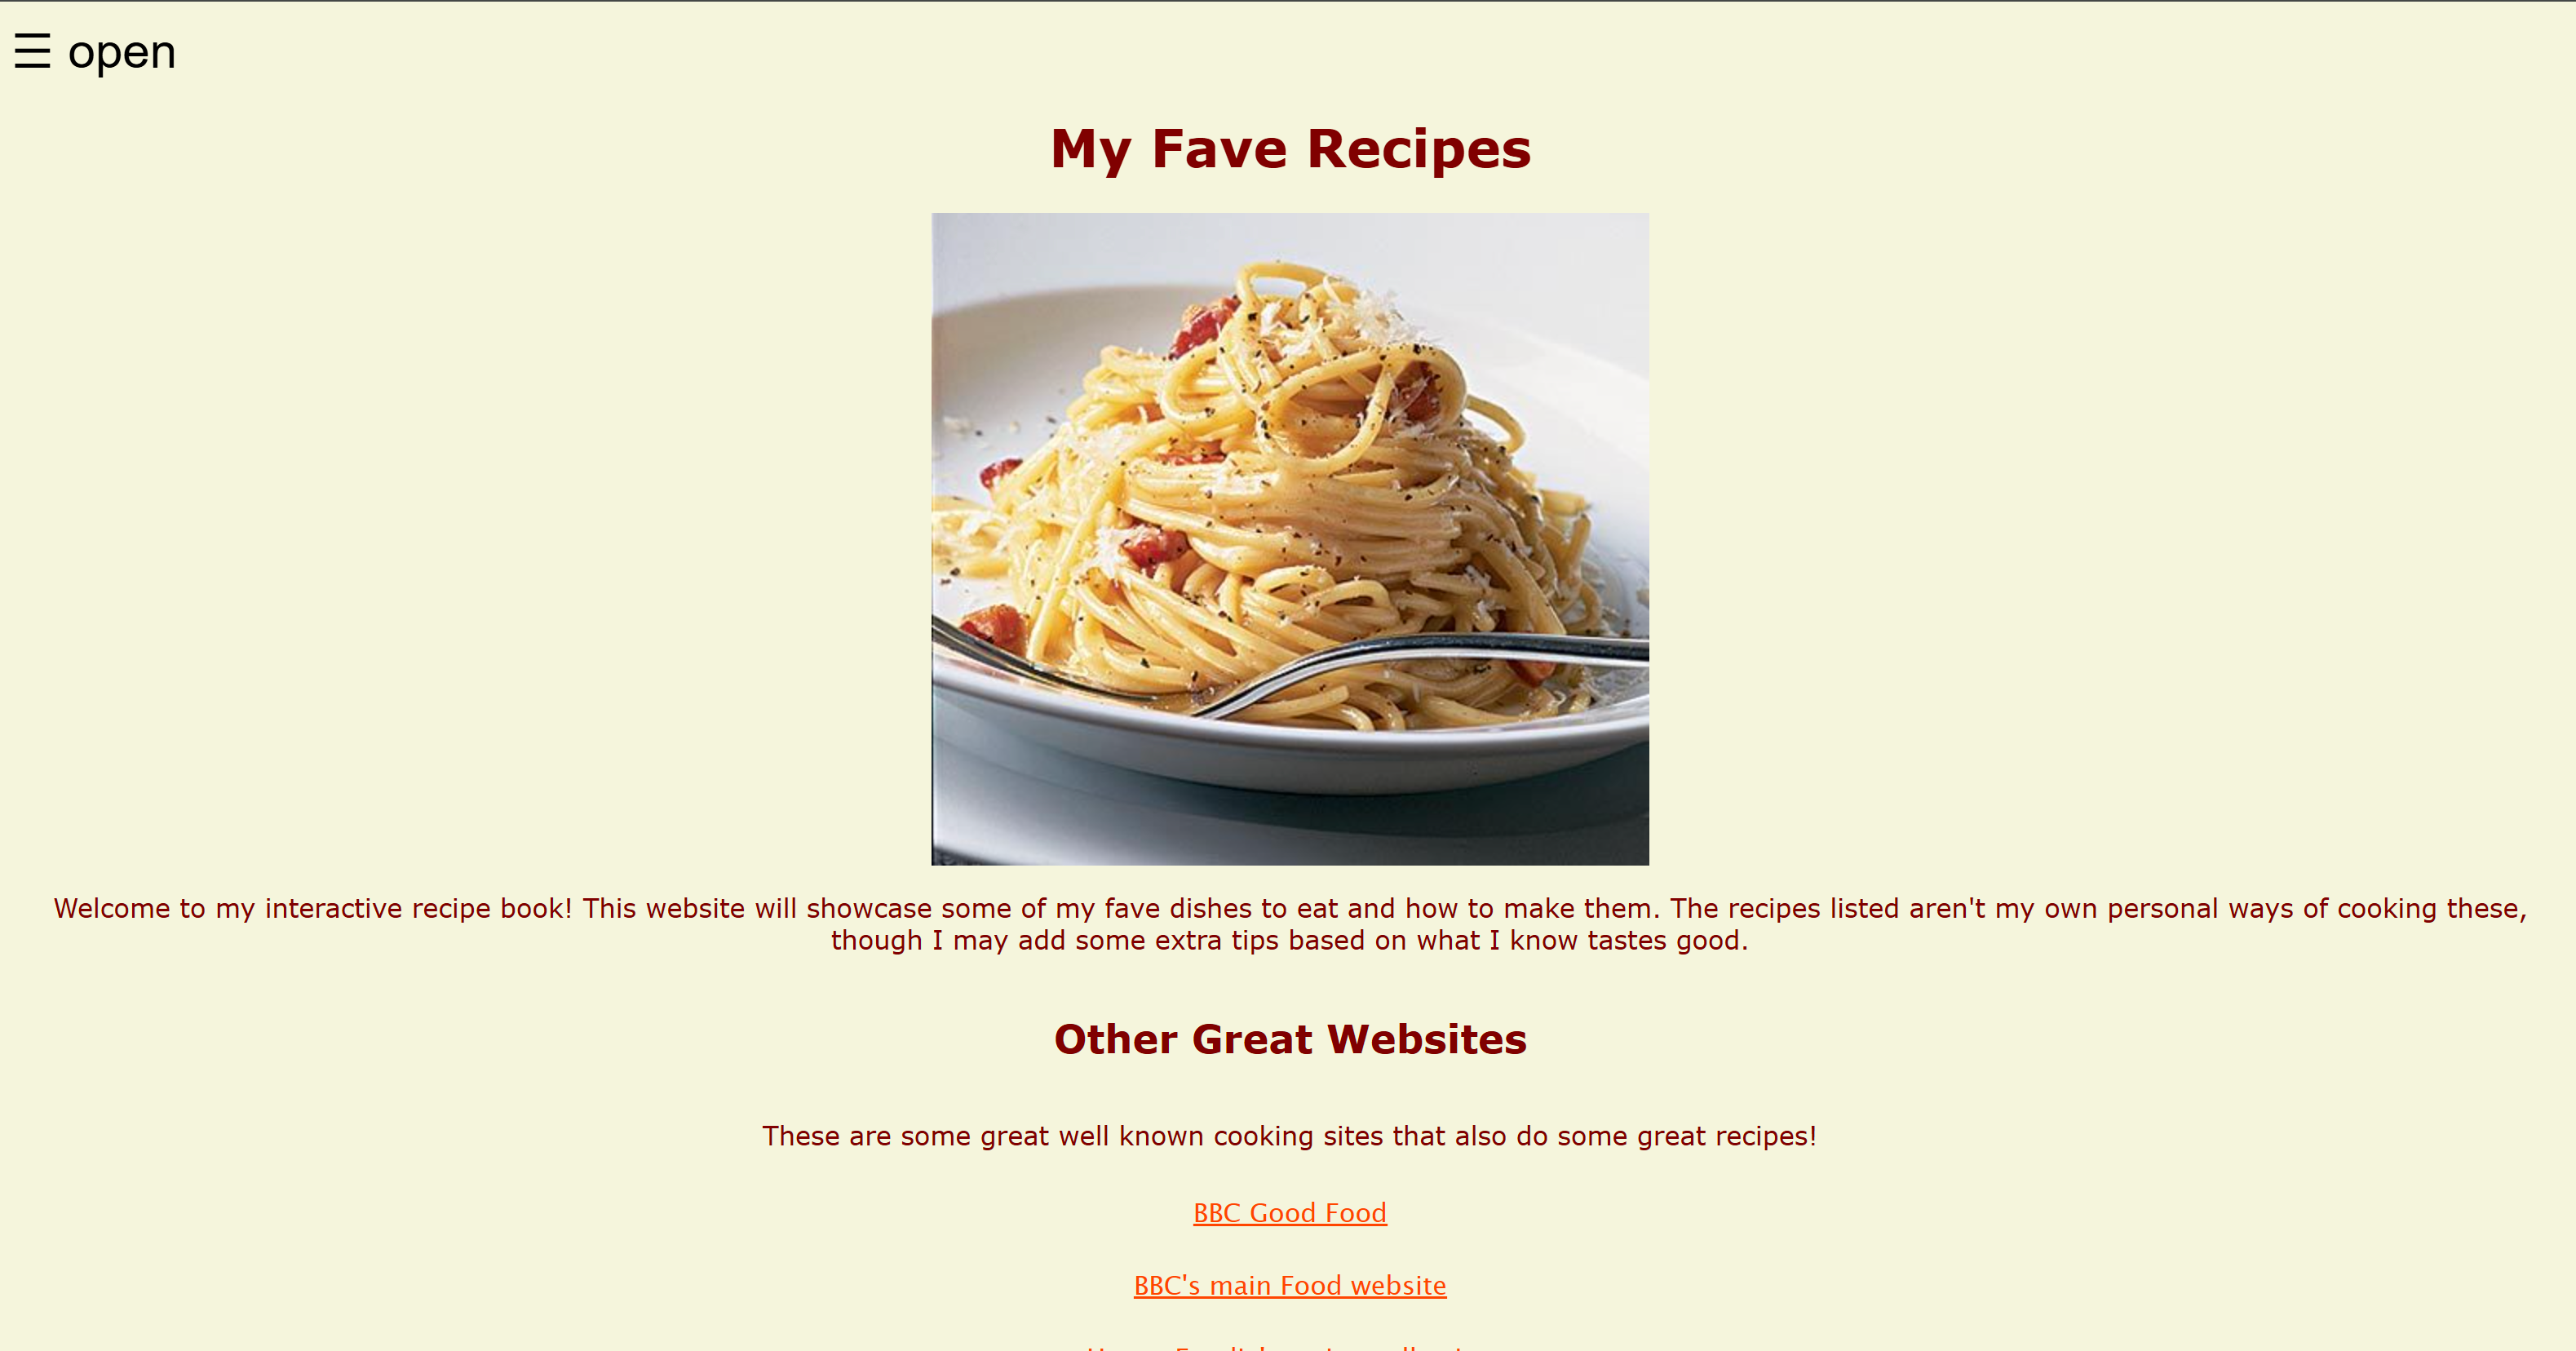 ☰ open
My Fave Recipes
Welcome to my interactive recipe book! This website will showcase some of my fave dishes to eat and how to make them. The recipes listed aren't my own personal ways of cooking these,
though I may add some extra tips based on what I know tastes good.
Other Great Websites
These are some great well known cooking sites that also do some great recipes!
BBC Good Food
BBC's main Food website